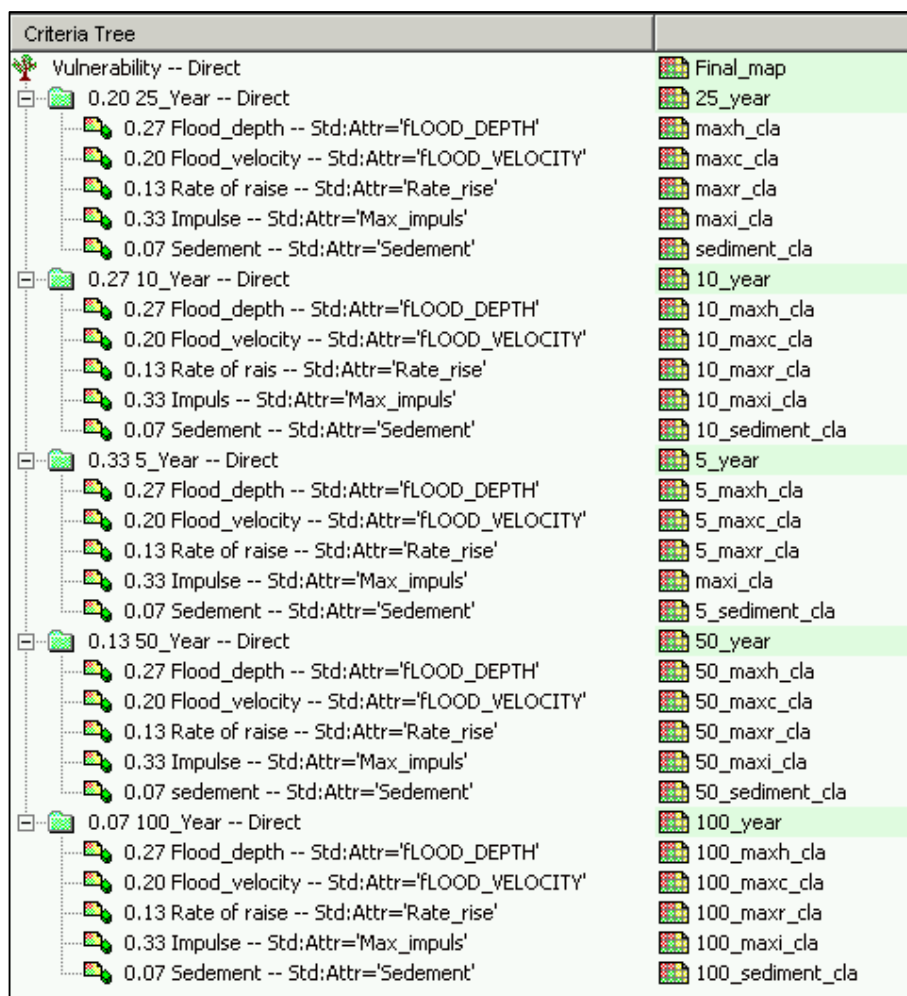 Criteria Tree
Vulnerability -- Direct Final_map
0.20 25_Year -- Direct 25_year
0.27 Flood_depth -- Std:Attr='fLOOD_DEPTH' maxh_cla
0.20 Flood_velocity -- Std:Attr='fLOOD_VELOCITY' maxc_cla
0.13 Rate of raise -- Std:Attr='Rate_rise' maxr_cla
0.33 Impulse -- Std:Attr='Max_impuls' maxi_cla
0.07 Sedement -- Std:Attr='Sedement' sediment_cla
0.27 10_Year -- Direct 10_year
0.27 Flood_depth -- Std:Attr='fLOOD_DEPTH' 10_maxh_cla
0.20 Flood_velocity -- Std:Attr='fLOOD_VELOCITY' 10_maxc_cla
0.13 Rate of rais -- Std:Attr='Rate_rise' 10_maxr_cla
0.33 Impuls -- Std:Attr='Max_impuls' 10_maxi_cla
0.07 Sedement -- Std:Attr='Sedement' 10_sediment_cla
0.33 5_Year -- Direct 5_year
0.27 Flood_depth -- Std:Attr='fLOOD_DEPTH' 5_maxh_cla
0.20 Flood_velocity -- Std:Attr='fLOOD_VELOCITY' 5_maxc_cla
0.13 Rate of raise -- Std:Attr='Rate_rise' 5_maxr_cla
0.33 Impulse -- Std:Attr='Max_impuls' maxi_cla
0.07 Sedement -- Std:Attr='Sedement' 5_sediment_cla
0.13 50_Year -- Direct 50_year
0.27 Flood_depth -- Std:Attr='fLOOD_DEPTH' 50_maxh_cla
0.20 Flood_velocity -- Std:Attr='fLOOD_VELOCITY' 50_maxc_cla
0.13 Rate of raise -- Std:Attr='Rate_rise' 50_maxr_cla
0.33 Impulse -- Std:Attr='Max_impuls' 50_maxi_cla
0.07 sedement -- Std:Attr='Sedement' 50_sediment_cla
0.07 100_Year -- Direct 100_year
0.27 Flood_depth -- Std:Attr='fLOOD_DEPTH' 100_maxh_cla
0.20 Flood_velocity -- Std:Attr='fLOOD_VELOCITY' 100_maxc_cla
0.13 Rate of raise -- Std:Attr='Rate_rise' 100_maxr_cla
0.33 Impulse -- Std:Attr='Max_impuls' 100_maxi_cla
0.07 Sedement -- Std:Attr='Sedement' 100_sediment_cla